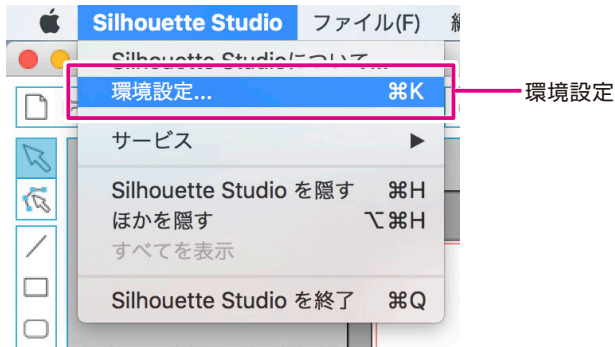 Silhouette Studio ファイル(F)
Silhouette Studioについて...
環境設定... ⌘K
環境設定
サービス ▶
Silhouette Studio を隠す ⌘H
ほかを隠す ⌥⌘H
すべてを表示
Silhouette Studio を終了 ⌘Q